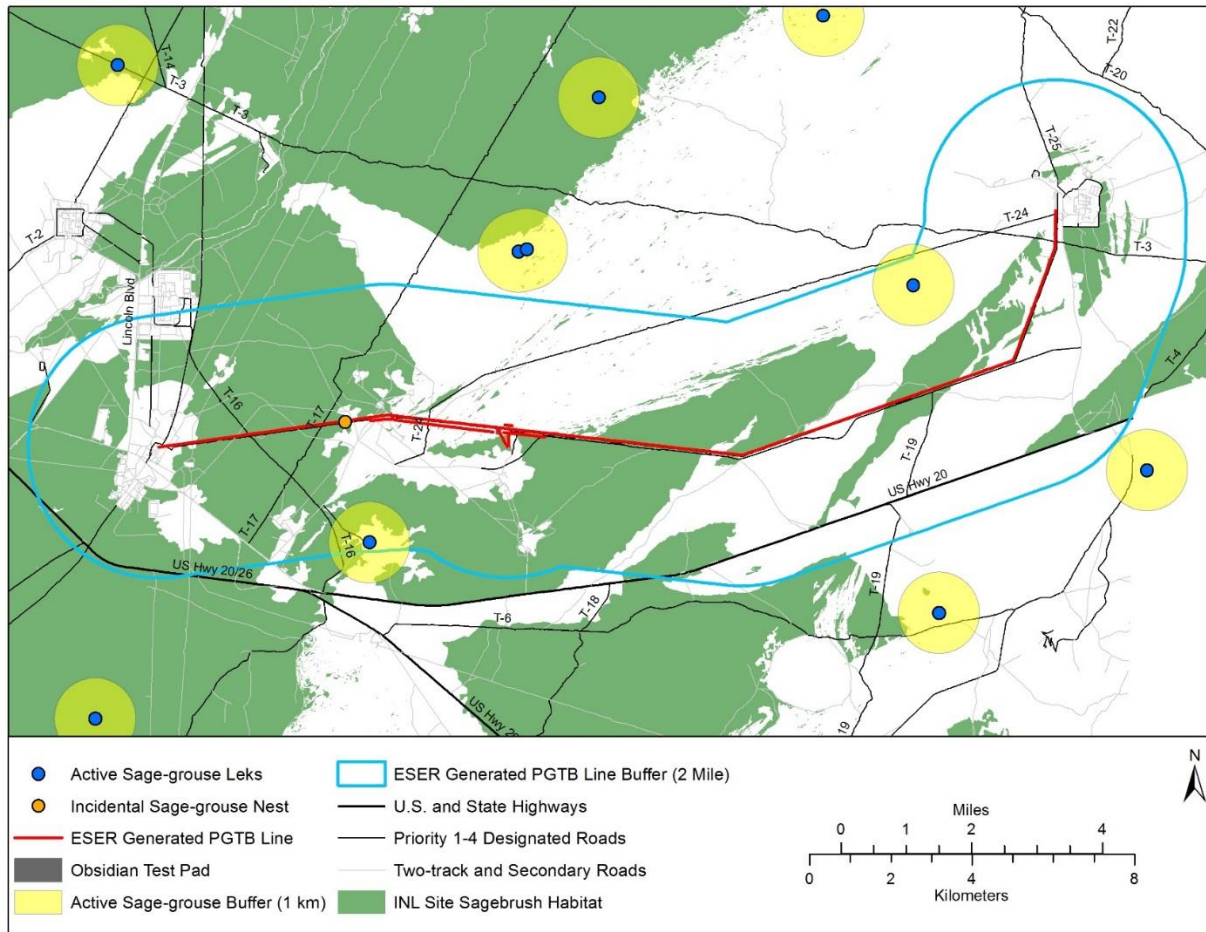 T-22
T-20
T-14
T-3
T-3
T-25
T-2
T-24
T-3
Lincoln Blvd
T-4
T-16
T-17
T-19
US Hwy 20
T-17
T-16
US Hwy 20/26
T-18
T-19
T-6
19
Active Sage-grouse Leks
Incidental Sage-grouse Nest
ESER Generated PGTB Line
Obsidian Test Pad
Active Sage-grouse Buffer (1 km)
ESER Generated PGTB Line Buffer (2 Mile)
U.S. and State Highways
Priority 1-4 Designated Roads
Two-track and Secondary Roads
INL Site Sagebrush Habitat
N
Miles
0 1 2 4
0 2 4 8
Kilometers